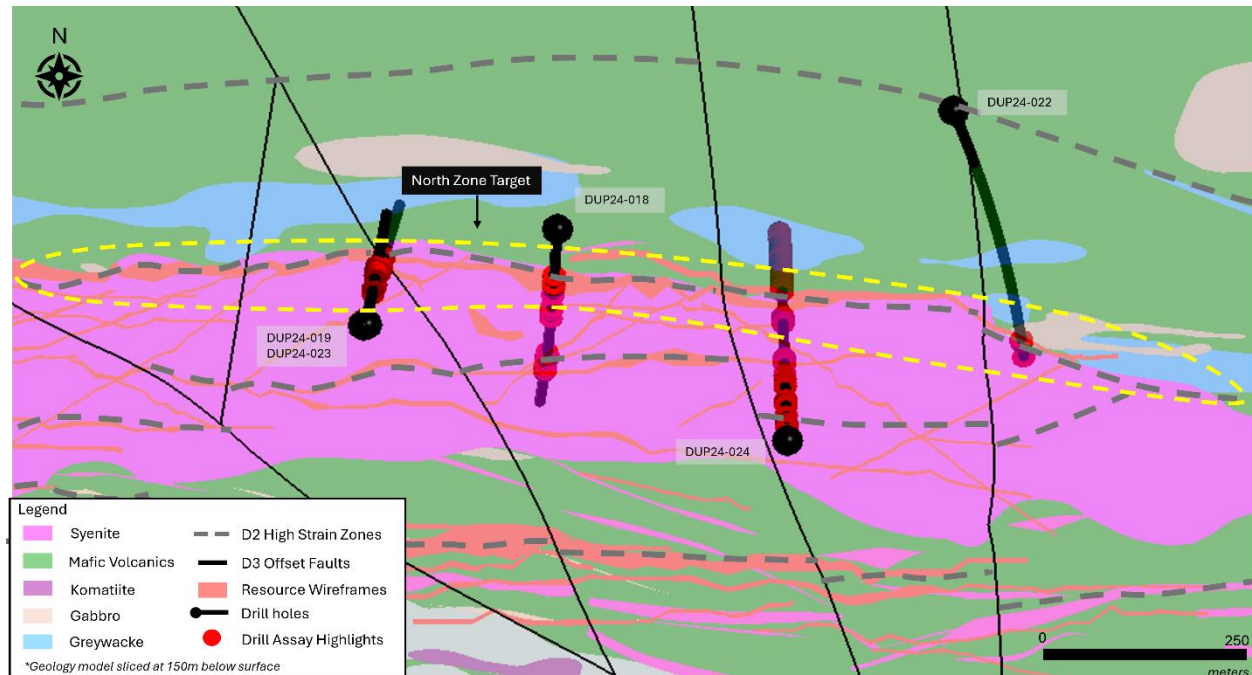 N
DUP24-022
North Zone Target
DUP24-018
DUP24-019
DUP24-023
DUP24-024
Legend
Syenite
Mafic Volcanics
Komatiite
Gabbro
Greywacke
D2 High Strain Zones
D3 Offset Faults
Resource Wireframes
Drill holes
Drill Assay Highlights
*Geology model sliced at 150m below surface
0 250
meters